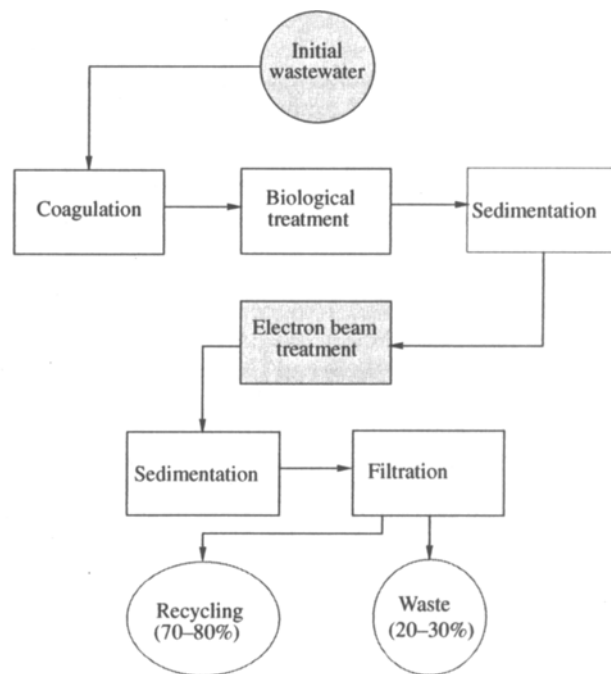 Initial
wastewater
Coagulation
Biological
treatment
Sedimentation
Electron beam
treatment
Sedimentation
Filtration
Recycling
(70–80%)
Waste
(20–30%)